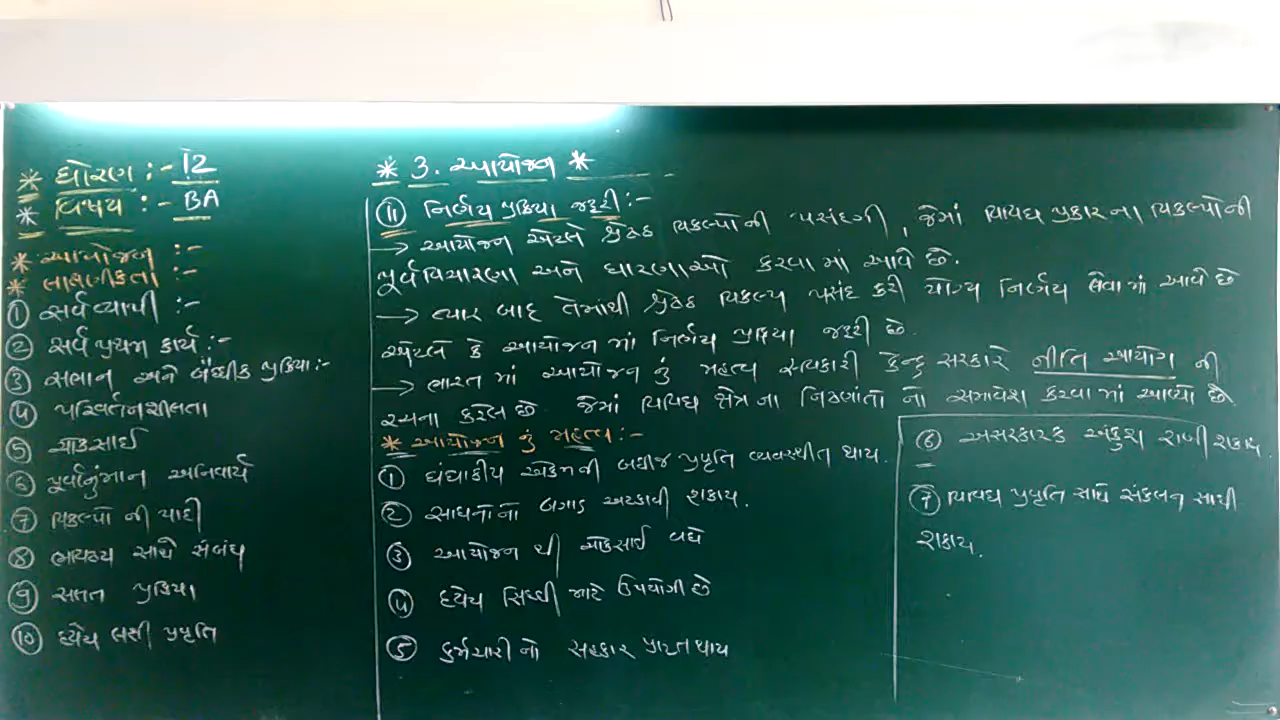 * ધોરણ :- 12
* વિષય :- BA
* આયોજન :-
* લાક્ષણીકતા :-
① સર્વવ્યાપી :-
② સર્વ પ્રથમ કાર્ય :-
③ સભાન અને બૌધ્ધીક પ્રક્રિયા :-
④ પરિવર્તનશીલતા
⑤ ચોકસાઈ
⑥ પૂર્વાનુંમાન અનિવાર્ય
⑦ વિકલ્પો ની યાદી
⑧ ભાવિષ્ય સાથે સંબંધ
⑨ સતત પ્રક્રિયા
⑩ ધ્યેય લક્ષી પ્રવૃતિ
* 3. આયોજન *
⑪ નિર્ણય પ્રક્રિયા જરૂરી :-
→ આયોજન એટલે શ્રેષ્ઠ વિકલ્પોની પસંદગી, જેમાં વિવિધ પ્રકારના વિકલ્પોની
પૂર્વવિચારણા અને ધારણાઓ કરવામાં આવે છે.
→ ત્યાર બાદ તેમાંથી શ્રેષ્ઠ વિકલ્પ પસંદ કરી યોગ્ય નિર્ણય લેવામાં આવે છે
એટલે કે આયોજન માં નિર્ણય પ્રક્રિયા જરૂરી છે.
→ ભારત માં આયોજન નું મહત્વ સ્વીકારી કેન્દ્ર સરકારે નીતિ આયોગ ની
રચના કરેલ છે. જેમાં વિવિધ ક્ષેત્રના નિષ્ણાંતો નો સમાવેશ કરવામાં આવ્યો છે.
* આયોજન નું મહત્વ :-
① ધંધાકીય એકમની બધીજ પ્રવૃતિ વ્યવસ્થીત થાય.
② સાધનોનો બગાડ અટકાવી શકાય.
③ આયોજન થી ચોકસાઈ વધે
④ ધ્યેય સિધ્ધી માટે ઉપયોગી છે
⑤ કર્મચારીનો સહકાર પ્રાપ્ત થાય
⑥ અસરકારક અંકુશ રાખી શકાય.
⑦ વિવિધ પ્રવૃતિ સાથે સંકલન સાધી
શકાય.